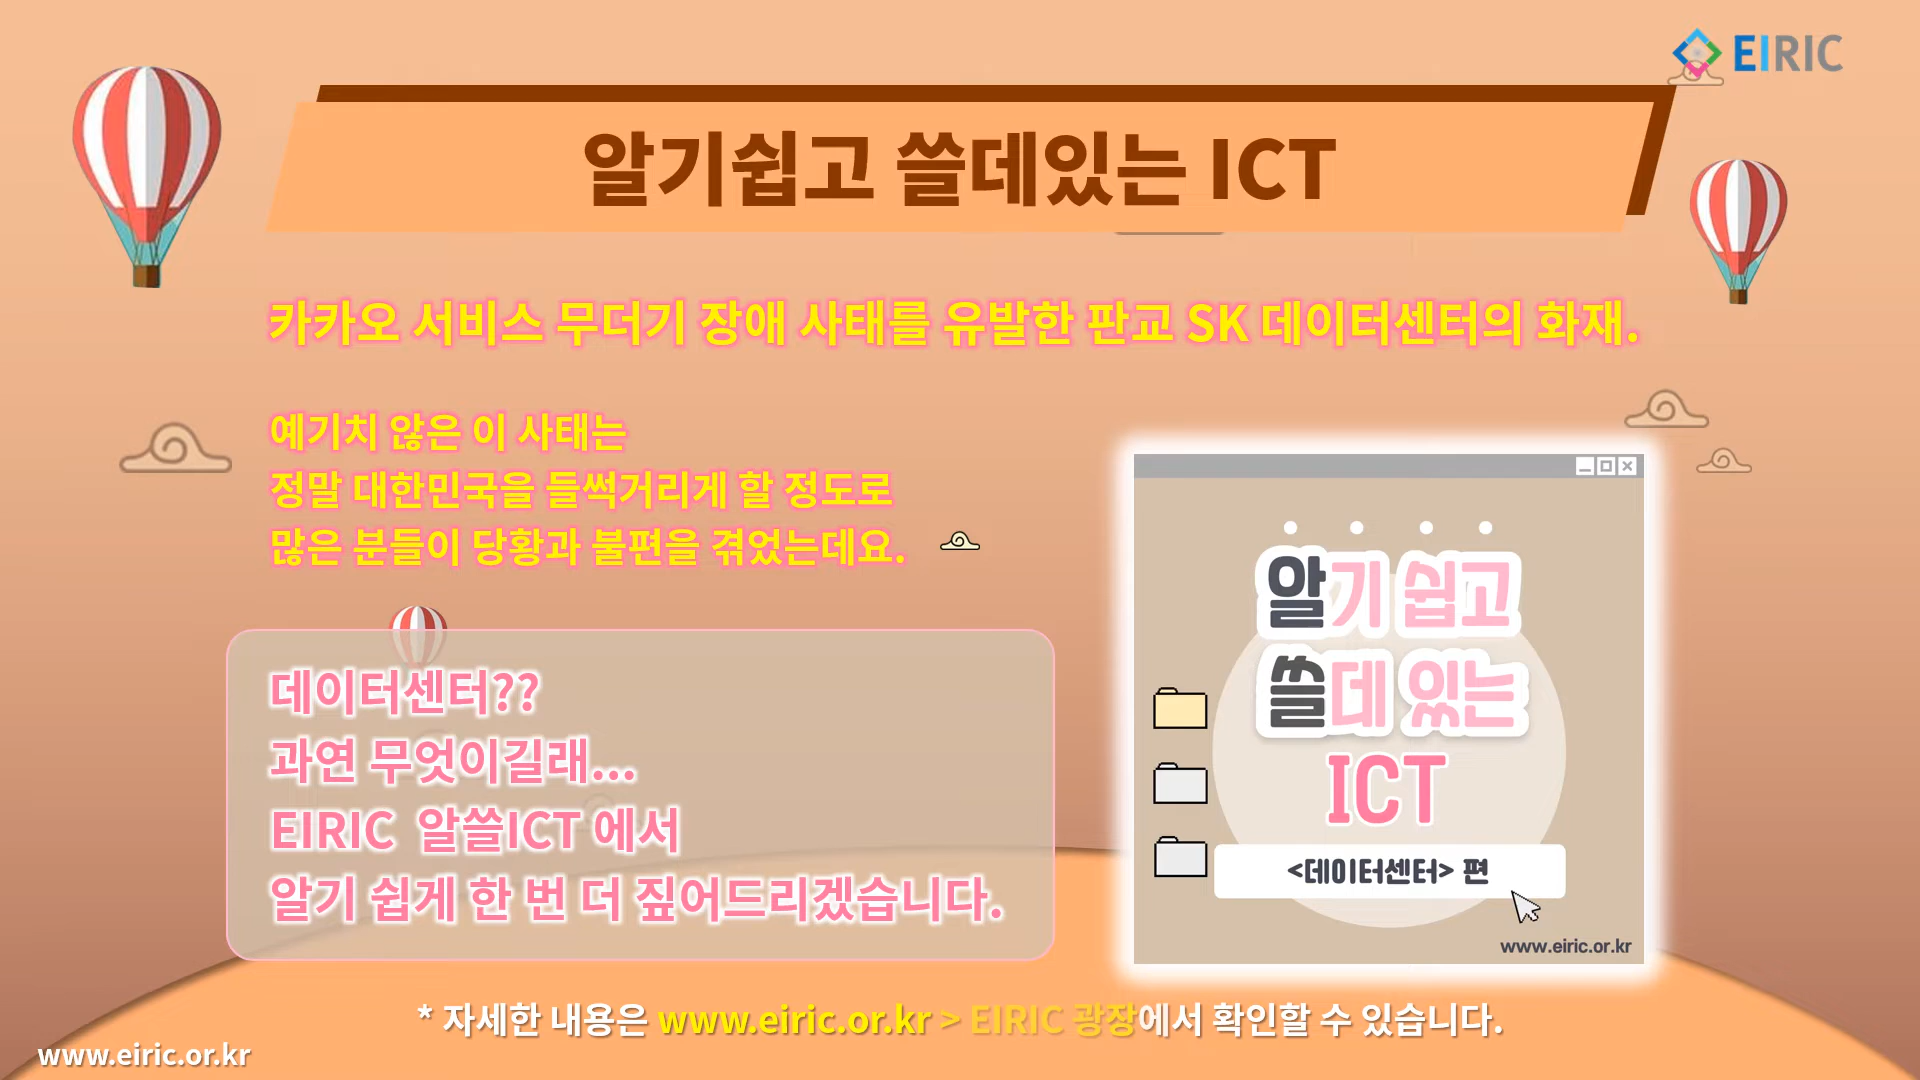 EIRIC
알기쉽고 쓸데있는 ICT
카카오 서비스 무더기 장애 사태를 유발한 판교 SK 데이터센터의 화재.
예기치 않은 이 사태는
정말 대한민국을 들썩거리게 할 정도로
많은 분들이 당황과 불편을 겪었는데요.
데이터센터??
과연 무엇이길래...
EIRIC 알쓸ICT 에서
알기 쉽게 한 번 더 짚어드리겠습니다.
알기 쉽고
쓸데 있는
ICT
<데이터센터> 편
www.eiric.or.kr
* 자세한 내용은 www.eiric.or.kr > EIRIC 광장에서 확인할 수 있습니다.
www.eiric.or.kr